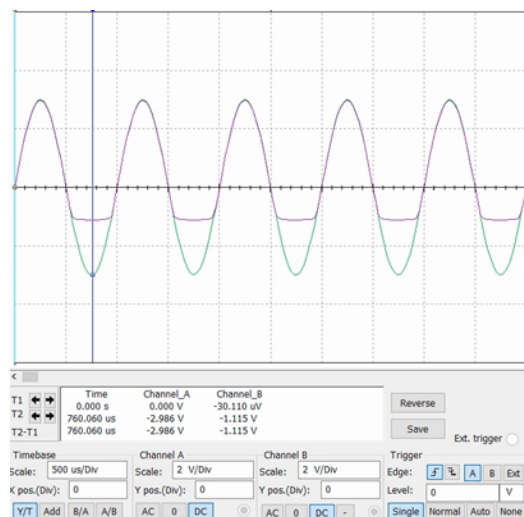 Time Channel_A Channel_B
T1 0.000 s 0.000 V -30.110 uV
T2 760.060 us -2.986 V -1.115 V
T2-T1 760.060 us -2.986 V -1.115 V
Reverse
Save
Ext. trigger
Timebase
Scale: 500 us/Div
X pos.(Div): 0
Y/T Add B/A A/B
Channel A
Scale: 2 V/Div
Y pos.(Div): 0
AC 0 DC
Channel B
Scale: 2 V/Div
Y pos.(Div): 0
AC 0 DC -
Trigger
Edge: A B Ext
Level: 0 V
Single Normal Auto None